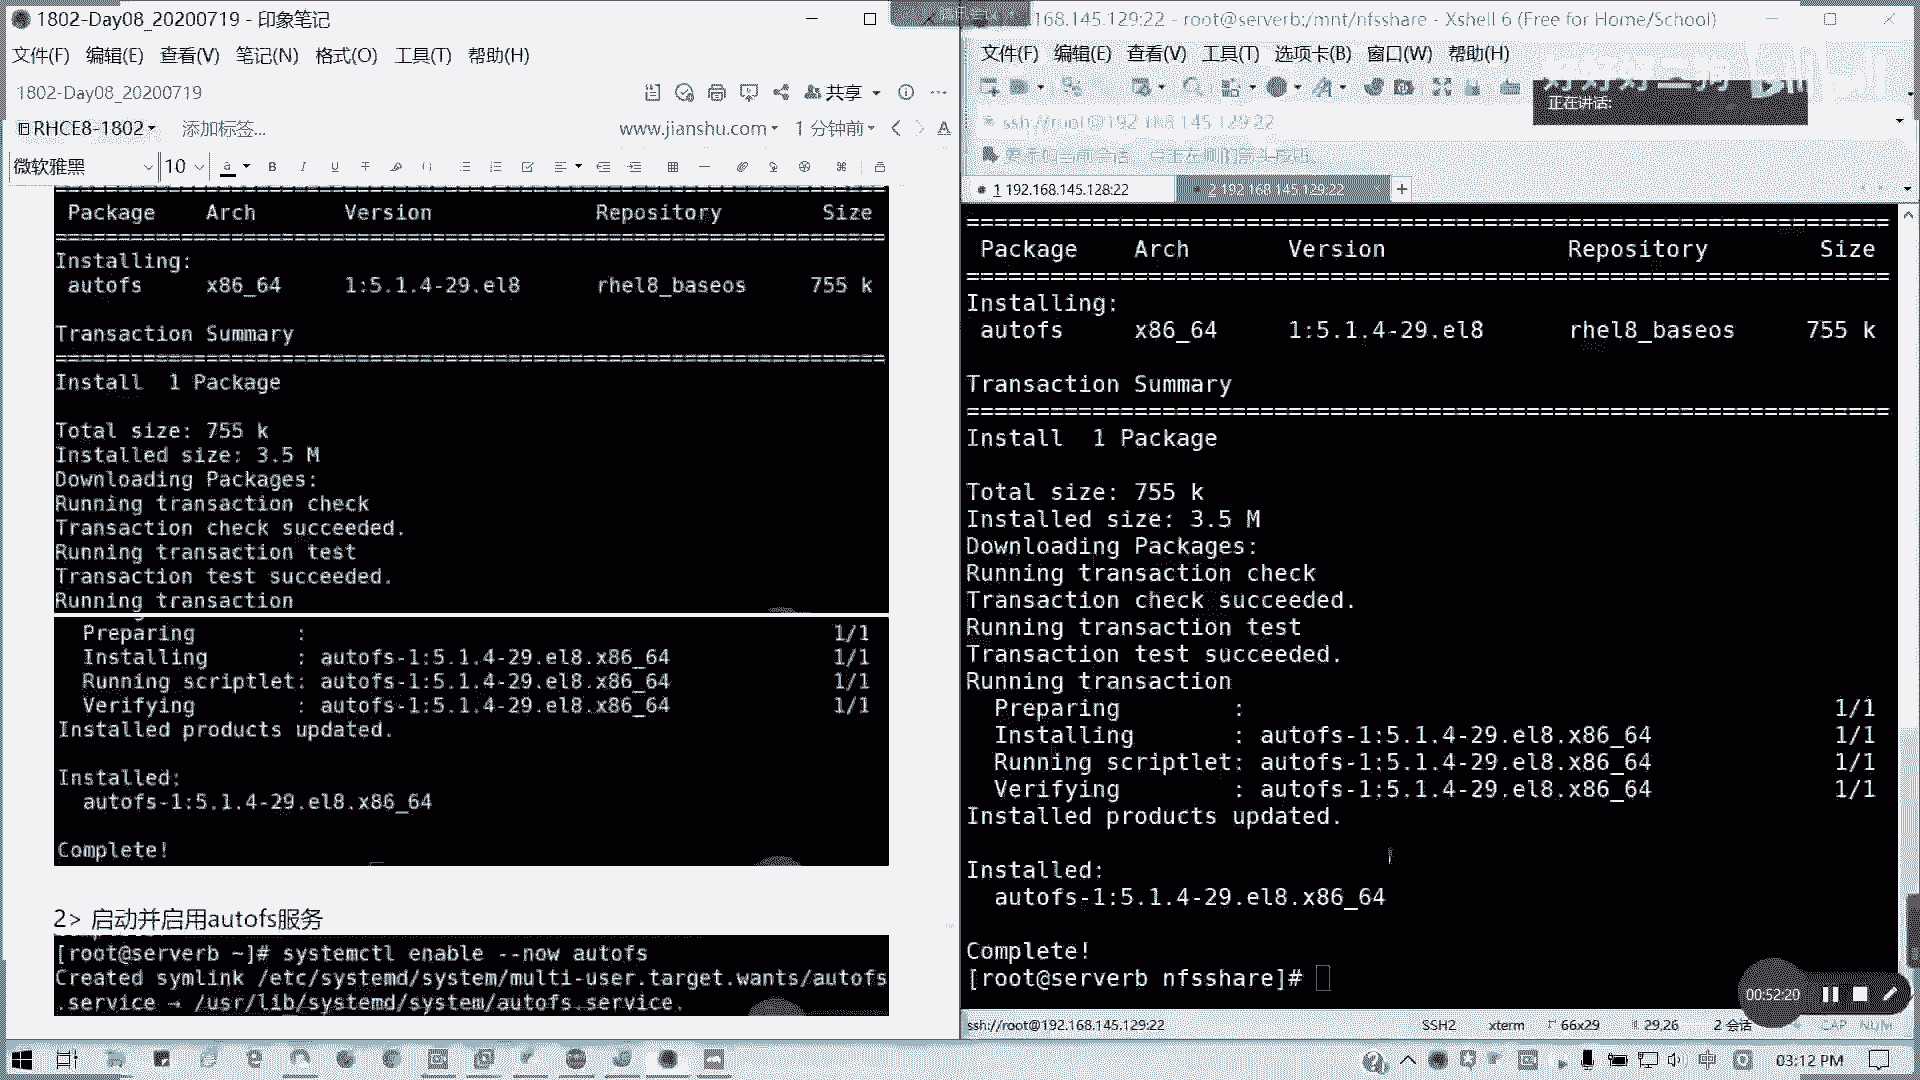 1802-Day08_20200719 - 印象笔记
文件(F) 编辑(E) 查看(V) 笔记(N) 格式(O) 工具(T) 帮助(H)
1802-Day08_20200719
共享
RHCE8-1802
添加标签...
www.jianshu.com
1 分钟前
微软雅黑
10
Package Arch Version Repository Size
Installing:
autofs x86_64 1:5.1.4-29.el8 rhel8_baseos 755 k
Transaction Summary
Install 1 Package
Total size: 755 k
Installed size: 3.5 M
Downloading Packages:
Running transaction check
Transaction check succeeded.
Running transaction test
Transaction test succeeded.
Running transaction
Preparing : 1/1
Installing : autofs-1:5.1.4-29.el8.x86_64 1/1
Running scriptlet: autofs-1:5.1.4-29.el8.x86_64 1/1
Verifying : autofs-1:5.1.4-29.el8.x86_64 1/1
Installed products updated.
Installed:
autofs-1:5.1.4-29.el8.x86_64
Complete!
2> 启动并启用autofs服务
[root@serverb ~]# systemctl enable --now autofs
Created symlink /etc/systemd/system/multi-user.target.wants/autofs
.service → /usr/lib/systemd/system/autofs.service.
.168.145.129:22 - root@serverb:/mnt/nfsshare - Xshell 6 (Free for Home/School)
文件(F) 编辑(E) 查看(V) 工具(T) 选项卡(B) 窗口(W) 帮助(H)
正在讲话:
ssh://root@192.168.145.129:22
1 192.168.145.128:22
2 192.168.145.129:22
Package Arch Version Repository Size
Installing:
autofs x86_64 1:5.1.4-29.el8 rhel8_baseos 755 k
Transaction Summary
Install 1 Package
Total size: 755 k
Installed size: 3.5 M
Downloading Packages:
Running transaction check
Transaction check succeeded.
Running transaction test
Transaction test succeeded.
Running transaction
Preparing : 1/1
Installing : autofs-1:5.1.4-29.el8.x86_64 1/1
Running scriptlet: autofs-1:5.1.4-29.el8.x86_64 1/1
Verifying : autofs-1:5.1.4-29.el8.x86_64 1/1
Installed products updated.
Installed:
autofs-1:5.1.4-29.el8.x86_64
Complete!
[root@serverb nfsshare]#
00:52:20
ssh://root@192.168.145.129:22
SSH2 xterm 66x29 29,26 2 会话 CAP NUM
中
03:12 PM